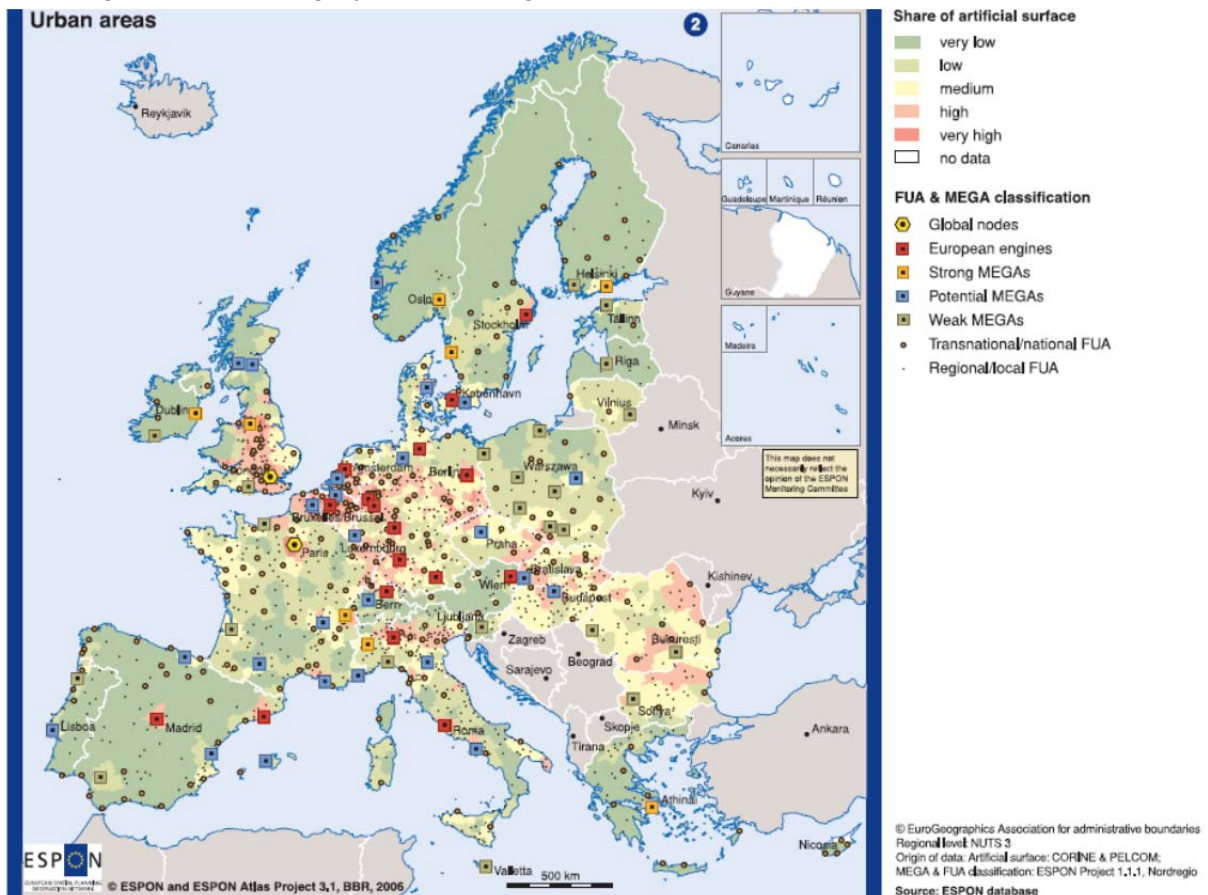 Urban areas
2
Reykjavik
Canarias
Guadeloupe
Martinique
Réunion
Guyane
Madeira
Acores
This map does not
necessarily reflect the
opinion of the ESPON
Monitoring Committee
Helsinki
Oslo
Tallinn
Stockholm
Riga
København
Vilnius
Dublin
Minsk
Amsterdam
Berlin
Warszawa
Bruxelles/Brussel
Kyiv
Paris
Luxembourg
Praha
Kishinev
Bratislava
Wien
Budapest
Bern
Ljubljana
Zagreb
Bucuresti
Beograd
Sarajevo
Sofiya
Skopje
Tirana
Roma
Madrid
Lisboa
Ankara
Athinai
Nicosia
Valletta
500 km
ESPON
EUROPEAN SPATIAL PLANNING
OBSERVATION NETWORK
© ESPON and ESPON Atlas Project 3.1, BBR, 2006
Share of artificial surface
very low
low
medium
high
very high
no data
FUA & MEGA classification
Global nodes
European engines
Strong MEGAs
Potential MEGAs
Weak MEGAs
Transnational/national FUA
Regional/local FUA
© EuroGeographics Association for administrative boundaries
Regional level: NUTS 3
Origin of data: Artificial surface: CORINE & PELCOM;
MEGA & FUA classification: ESPON Project 1.1.1, Nordregio
Source: ESPON database